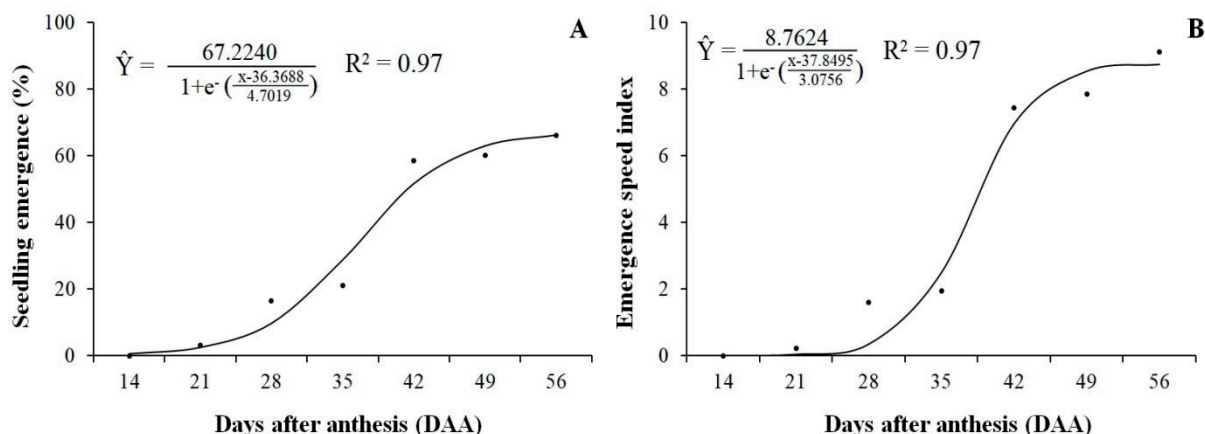 A
Ŷ = 67.2240 / 1+e-(x-36.3688 / 4.7019) R² = 0.97
Seedling emergence (%)
100
80
60
40
20
0
14 21 28 35 42 49 56
Days after anthesis (DAA)
B
Ŷ = 8.7624 / 1+e-(x-37.8495 / 3.0756) R² = 0.97
Emergence speed index
10
8
6
4
2
0
14 21 28 35 42 49 56
Days after anthesis (DAA)